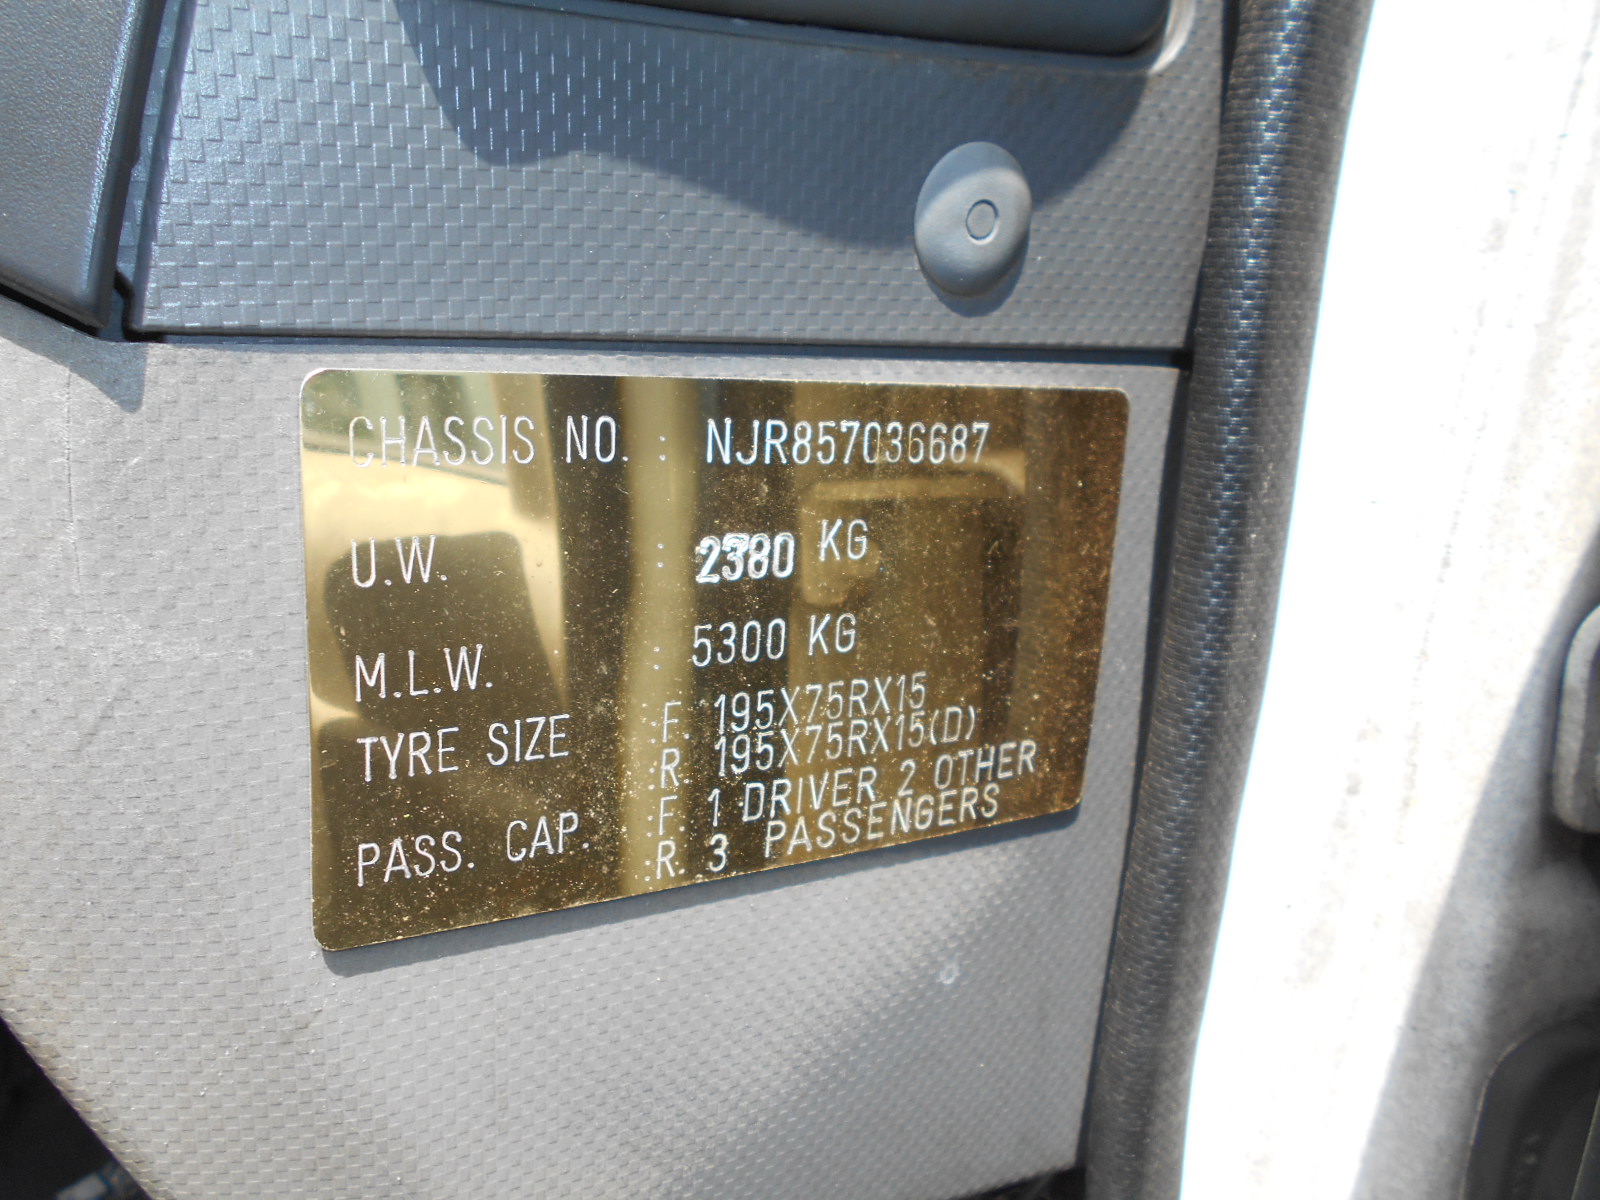 CHASSIS NO. : NJR857036687
U.W. : 2380 KG
M.L.W. : 5300 KG
TYRE SIZE :F. 195X75RX15
:R. 195X75RX15(D)
PASS. CAP. :F. 1 DRIVER 2 OTHER
:R. 3 PASSENGERS